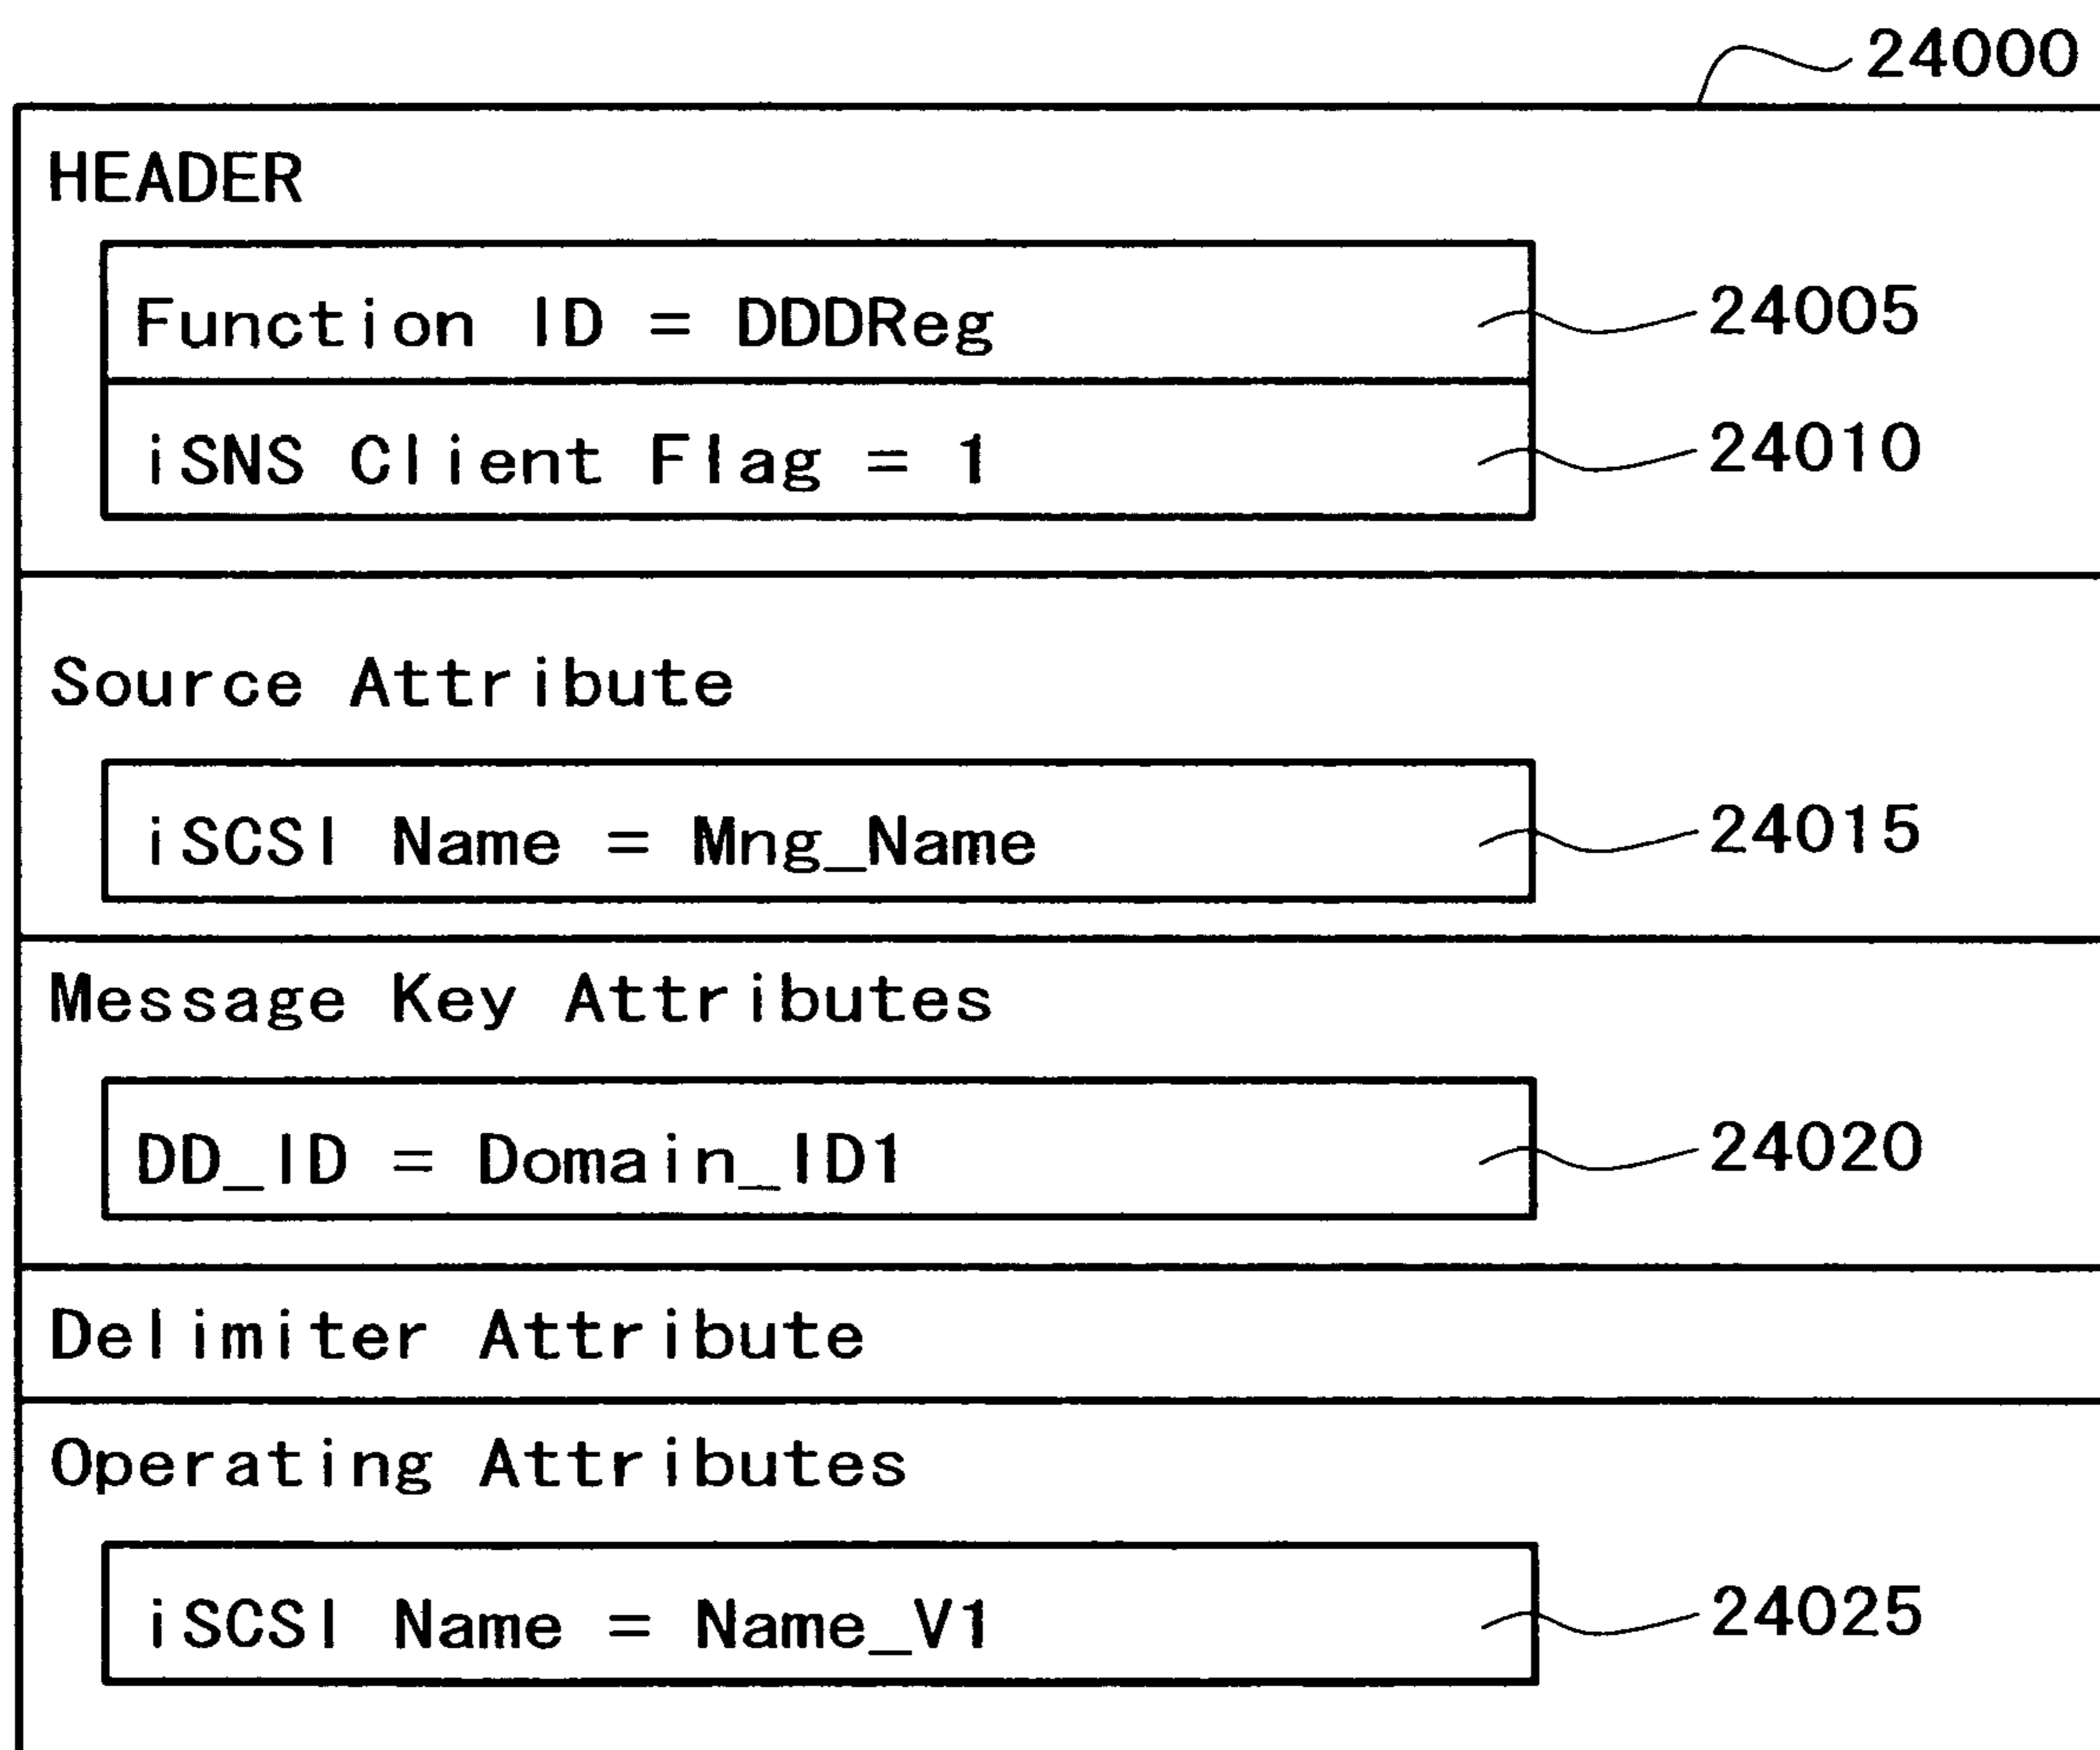 24000
HEADER
Function ID = DDDReg 24005
iSNS Client Flag = 1 24010
Source Attribute
iSCSI Name = Mng_Name 24015
Message Key Attributes
DD_ID = Domain_ID1 24020
Delimiter Attribute
Operating Attributes
iSCSI Name = Name_V1 24025